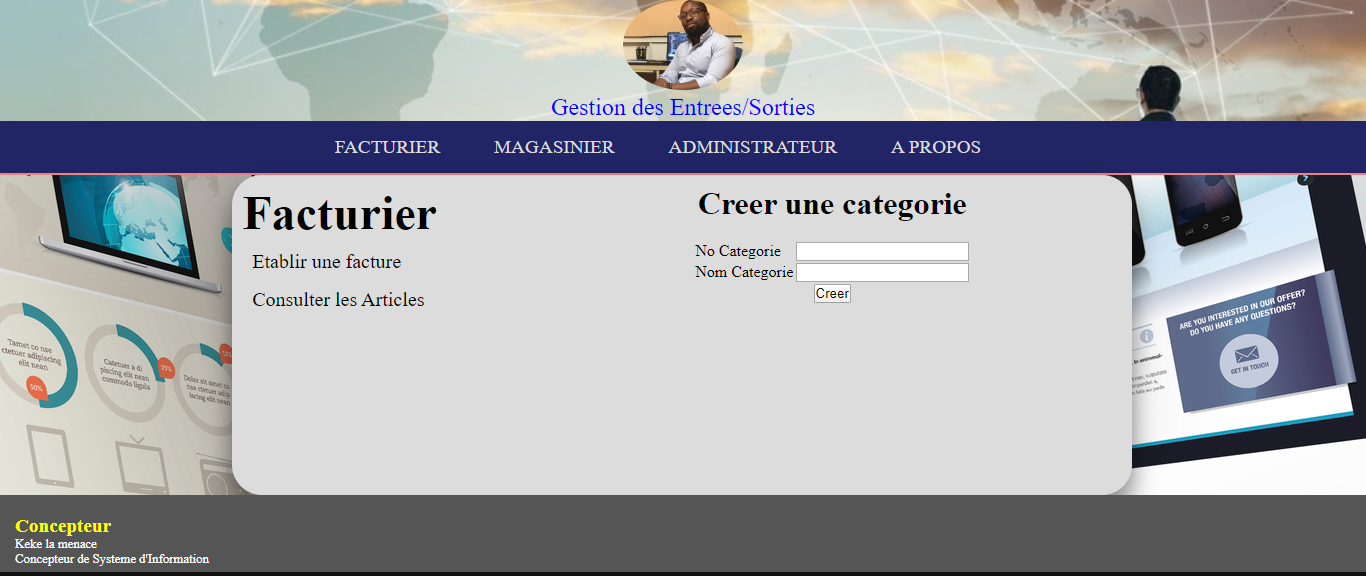 Gestion des Entrees/Sorties
FACTURIER MAGASINIER ADMINISTRATEUR A PROPOS
Facturier
Etablir une facture
Consulter les Articles
Creer une categorie
No Categorie
Nom Categorie
Creer
Tamet co nse
ctetuer adipiscing
elit nean
50%
Catetuer a di
piscing elit nean
commodo ligula
25%
Dolor sit amet co
nse ctetuer adip
iscing elit nean
ARE YOU INTERESTED IN OUR OFFER?
DO YOU HAVE ANY QUESTIONS?
GET IN TOUCH
Concepteur
Keke la menace
Concepteur de Systeme d'Information